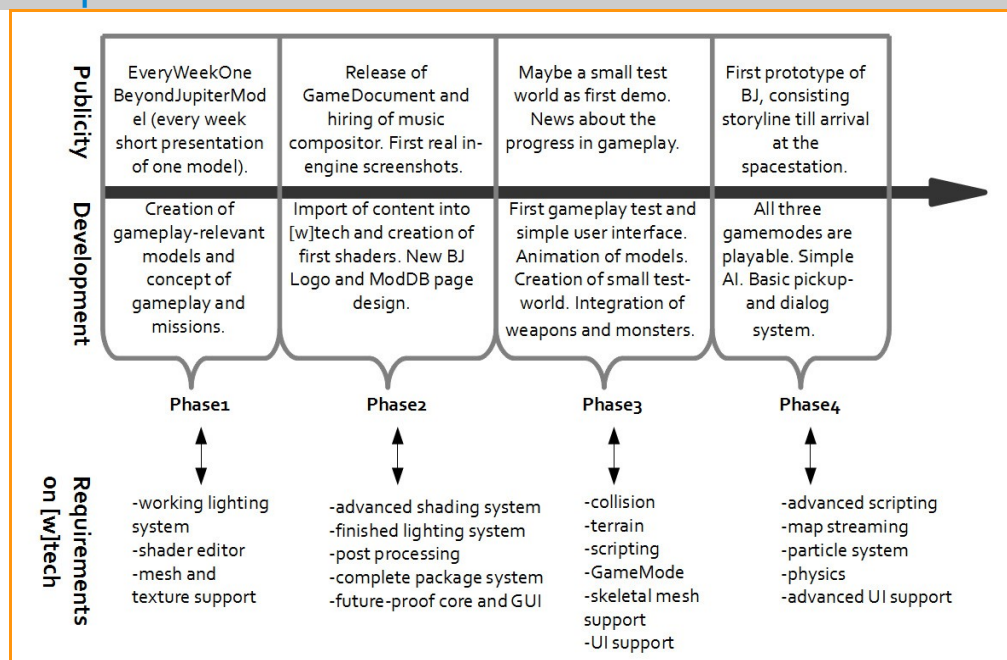 Publicity
EveryWeekOne
BeyondJupiterMod
el (every week
short presentation
of one model).
Release of
GameDocument and
hiring of music
compositor. First real in-
engine screenshots.
Maybe a small test
world as first demo.
News about the
progress in gameplay.
First prototype of
BJ, consisting
storyline till arrival
at the
spacestation.
Development
Creation of
gameplay-relevant
models and
concept of
gameplay and
missions.
Import of content into
[w]tech and creation of
first shaders. New BJ
Logo and ModDB page
design.
First gameplay test and
simple user interface.
Animation of models.
Creation of small test-
world. Integration of
weapons and monsters.
All three
gamemodes are
playable. Simple
AI. Basic pickup-
and dialog
system.
Phase1
Phase2
Phase3
Phase4
Requirements
on [w]tech
-working lighting
system
-shader editor
-mesh and
texture support
-advanced shading system
-finished lighting system
-post processing
-complete package system
-future-proof core and GUI
-collision
-terrain
-scripting
-GameMode
-skeletal mesh
support
-UI support
-advanced scripting
-map streaming
-particle system
-physics
-advanced UI support